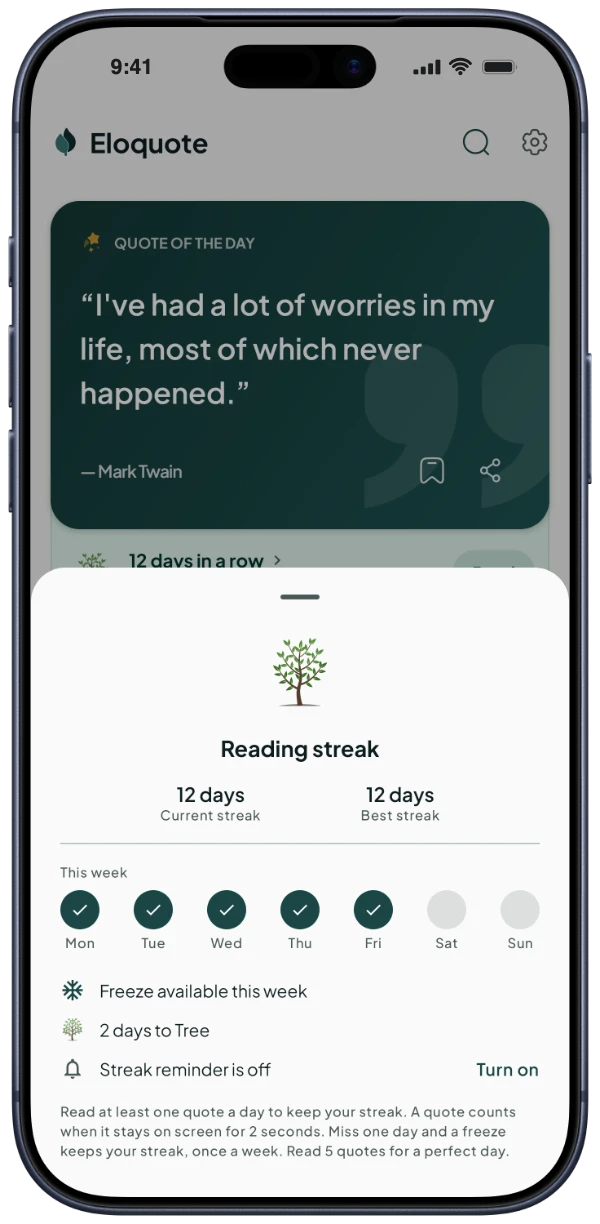 9:41
Eloquote
QUOTE OF THE DAY
“I've had a lot of worries in my
life, most of which never
happened.”
— Mark Twain
12 days in a row >
Reading streak
12 days 12 days
Current streak Best streak
This week
Mon Tue Wed Thu Fri Sat Sun
Freeze available this week
2 days to Tree
Streak reminder is off Turn on
Read at least one quote a day to keep your streak. A quote counts
when it stays on screen for 2 seconds. Miss one day and a freeze
keeps your streak, once a week. Read 5 quotes for a perfect day.